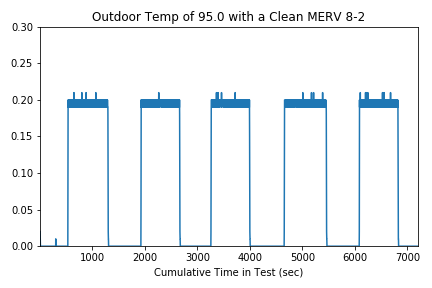 Outdoor Temp of 95.0 with a Clean MERV 8-2
0.30
0.25
0.20
0.15
0.10
0.05
0.00
1000 2000 3000 4000 5000 6000 7000
Cumulative Time in Test (sec)